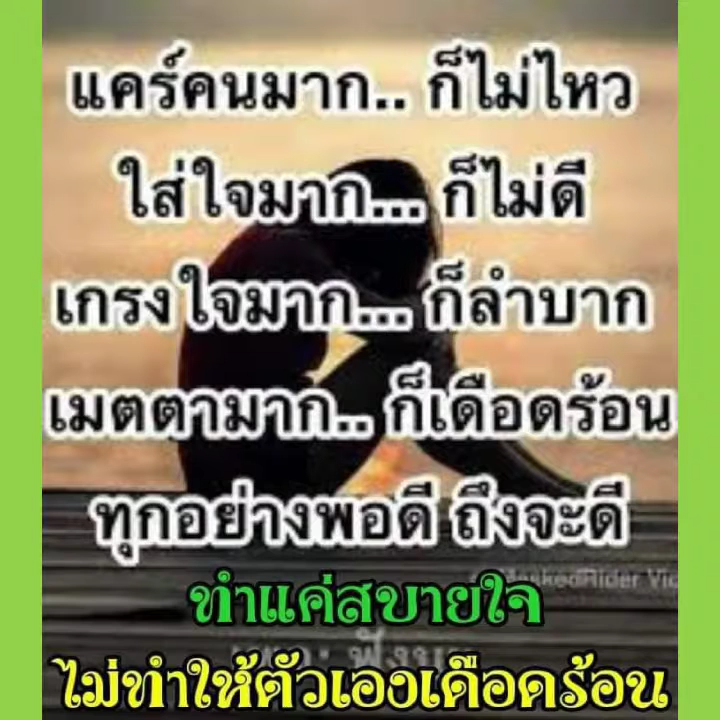 แคร์คนมาก.. ก็ไม่ไหว
ใส่ใจมาก... ก็ไม่ดี
เกรงใจมาก... ก็ลำบาก
เมตตามาก.. ก็เดือดร้อน
ทุกอย่างพอดี ถึงจะดี
MaskedRider Vic
ทำแค่สบายใจ
ไม่ทำให้ตัวเองเดือดร้อน